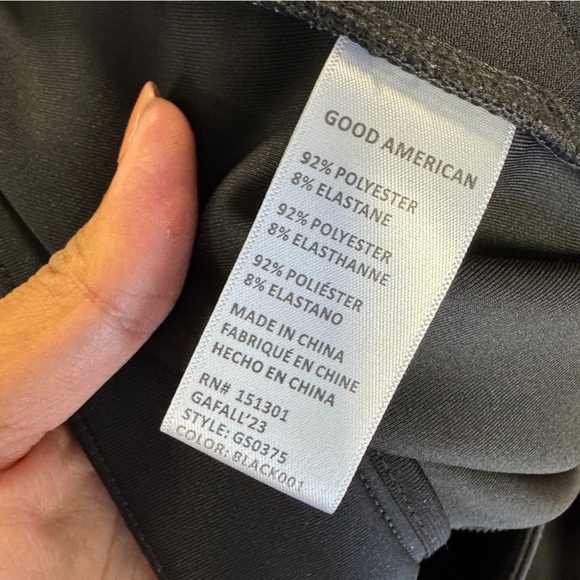 GOOD AMERICAN
92% POLYESTER
8% ELASTANE
92% POLYESTER
8% ELASTHANNE
92% POLIÉSTER
8% ELASTANO
MADE IN CHINA
FABRIQUÉ EN CHINE
HECHO EN CHINA
RN# 151301
GAFALL'23
STYLE: GS0375
COLOR: BLACK001